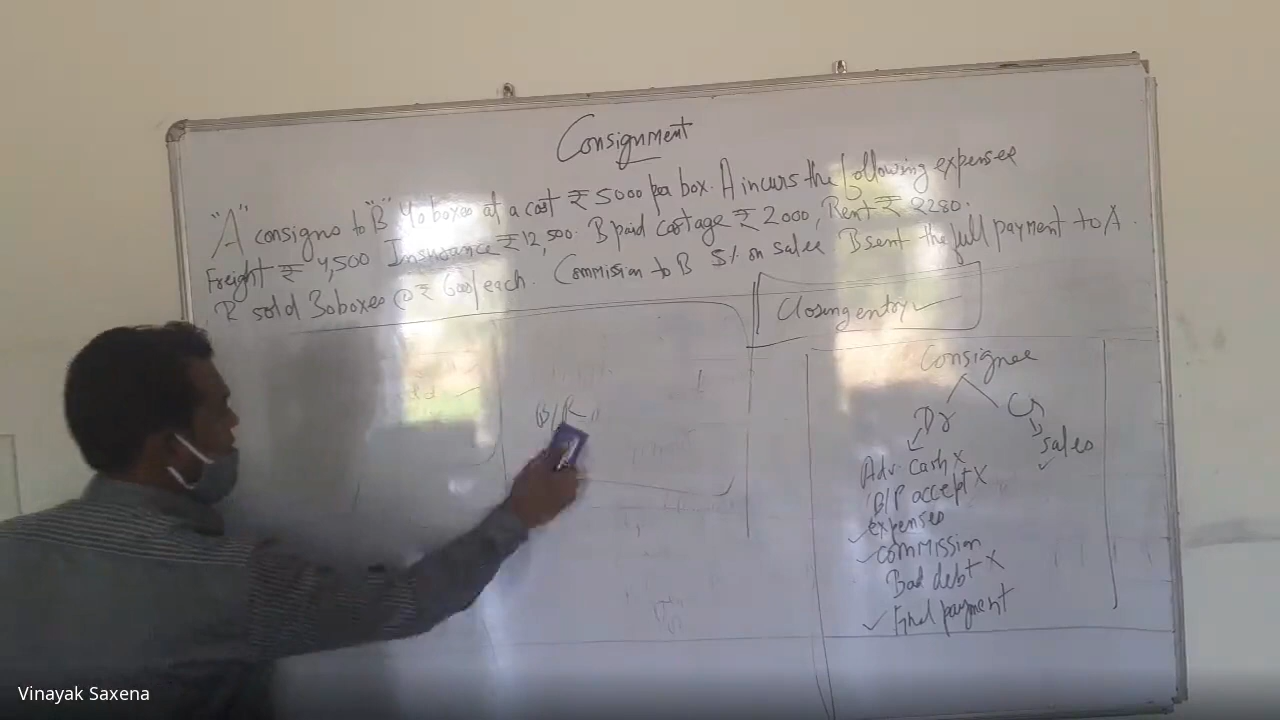 Consignment
"A" consigns to "B" 40 boxes at a cost ₹ 5000 per box. A incurs the following expenses
Freight ₹ 4,500 Insurance ₹ 12,500. B paid cartage ₹ 2000, Rent ₹ 2280.
sold 30 boxes @ ₹ each. Commission to B 5% on sales B sent the full payment to A.
Closing entry
Consignee
Dr Cr
Sales
Adv. Cash X
B/P accept X
expenses
commission
Bad debt X
Final payment
B/R
Vinayak Saxena